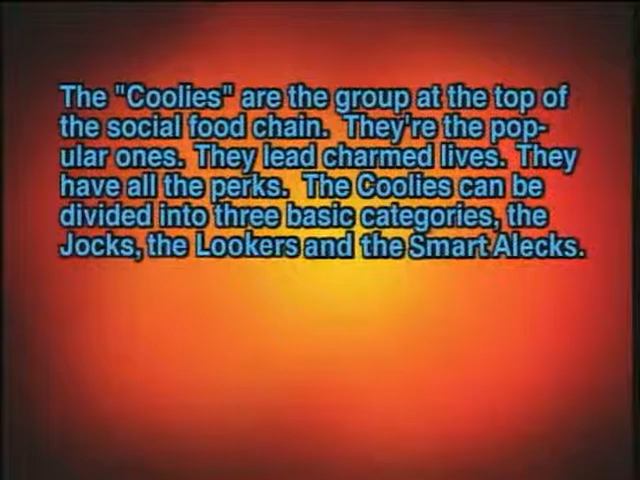 The "Coolies" are the group at the top of
the social food chain.  They're the pop-
ular ones.  They lead charmed lives.  They
have all the perks.  The Coolies can be
divided into three basic categories, the
Jocks, the Lookers and the Smart Alecks.